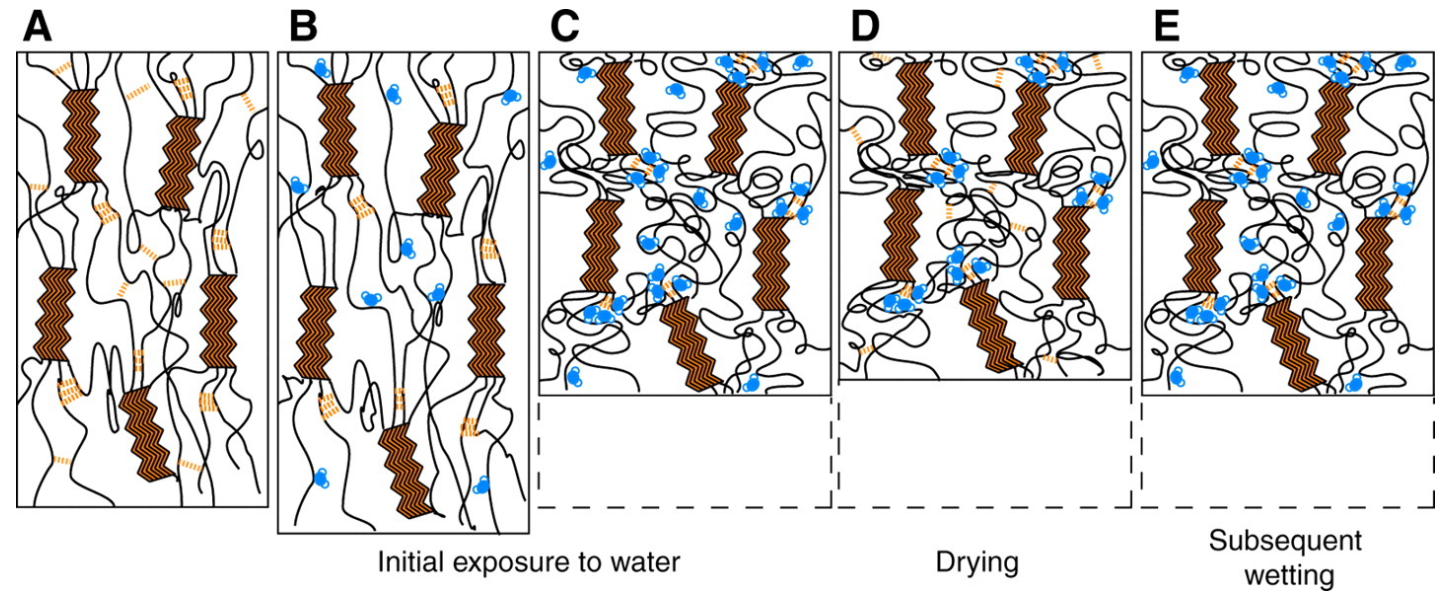 A B C D E
Initial exposure to water
Drying
Subsequent
wetting